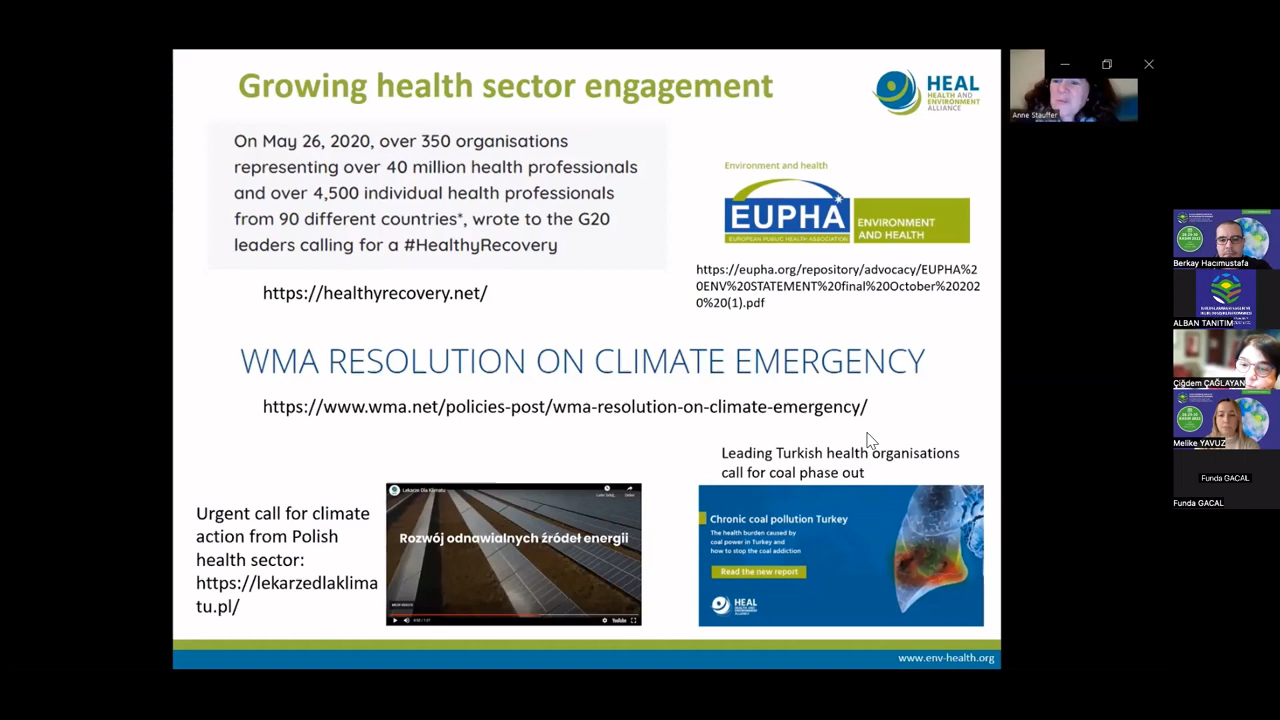 Growing health sector engagement
HEAL
HEALTH AND
ENVIRONMENT
ALLIANCE
On May 26, 2020, over 350 organisations
representing over 40 million health professionals
and over 4,500 individual health professionals
from 90 different countries*, wrote to the G20
leaders calling for a #HealthyRecovery
https://healthyrecovery.net/
Environment and health
EUPHA
EUROPEAN PUBLIC HEALTH ASSOCIATION
ENVIRONMENT
AND HEALTH
https://eupha.org/repository/advocacy/EUPHA%2
0ENV%20STATEMENT%20final%20October%20202
0%20(1).pdf
WMA RESOLUTION ON CLIMATE EMERGENCY
https://www.wma.net/policies-post/wma-resolution-on-climate-emergency/
Urgent call for climate
action from Polish
health sector:
https://lekarzedlaklima
tu.pl/
Lekarze Dla Klimatu
Rozwój odnawialnych źródeł energii
YouTube
Leading Turkish health organisations
call for coal phase out
Chronic coal pollution Turkey
The health burden caused by
coal power in Turkey and
how to stop the coal addiction
Read the new report
HEAL
www.env-health.org
Anne Stauffer
Berkay Hacımustafa
ALBAN TANITIM
Çiğdem ÇAĞLAYAN
Melike YAVUZ
Funda GACAL
Funda GACAL